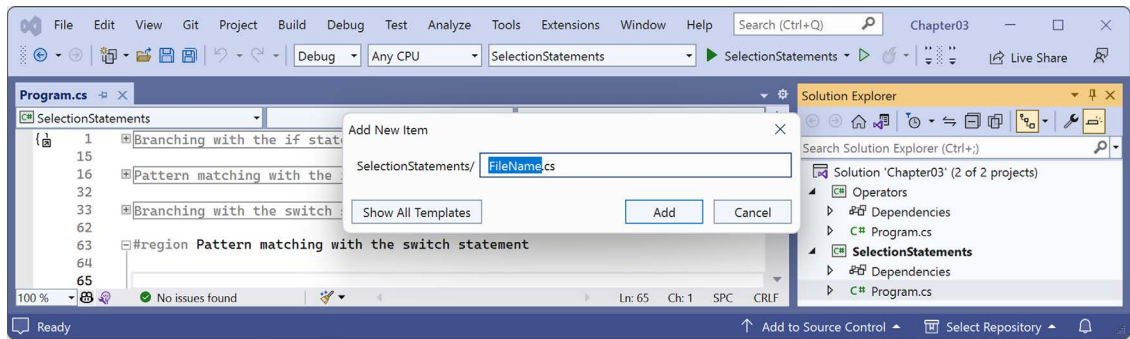 File Edit View Git Project Build Debug Test Analyze Tools Extensions Window Help Search (Ctrl+Q) Chapter03
Debug Any CPU SelectionStatements SelectionStatements Live Share
Program.cs
SelectionStatements
1 Branching with the if state
15
16 Pattern matching with the
32
33 Branching with the switch
62
63 #region Pattern matching with the switch statement
64
65
100 % No issues found Ln: 65 Ch: 1 SPC CRLF
Add New Item
SelectionStatements/ FileName.cs
Show All Templates Add Cancel
Solution Explorer
Search Solution Explorer (Ctrl+;)
Solution 'Chapter03' (2 of 2 projects)
C# Operators
Dependencies
C# Program.cs
C# SelectionStatements
Dependencies
C# Program.cs
Ready Add to Source Control Select Repository